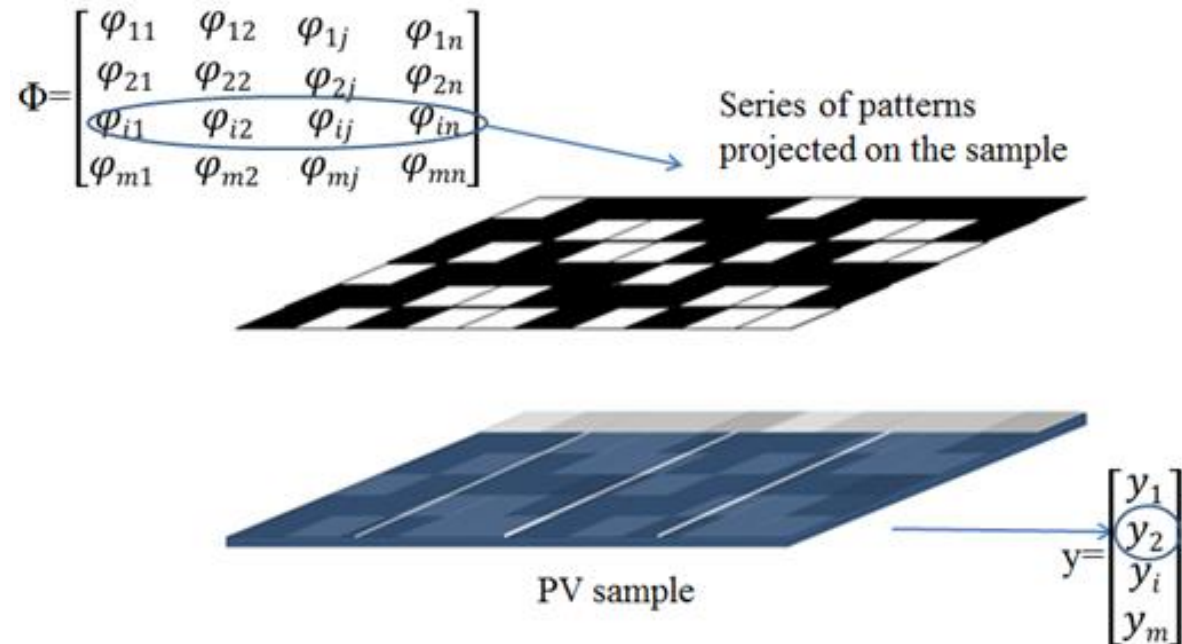 Φ=
φ11 φ12 φ1j φ1n
φ21 φ22 φ2j φ2n
φi1 φi2 φij φin
φm1 φm2 φmj φmn
Series of patterns
projected on the sample
PV sample
y=
y1
y2
yi
ym